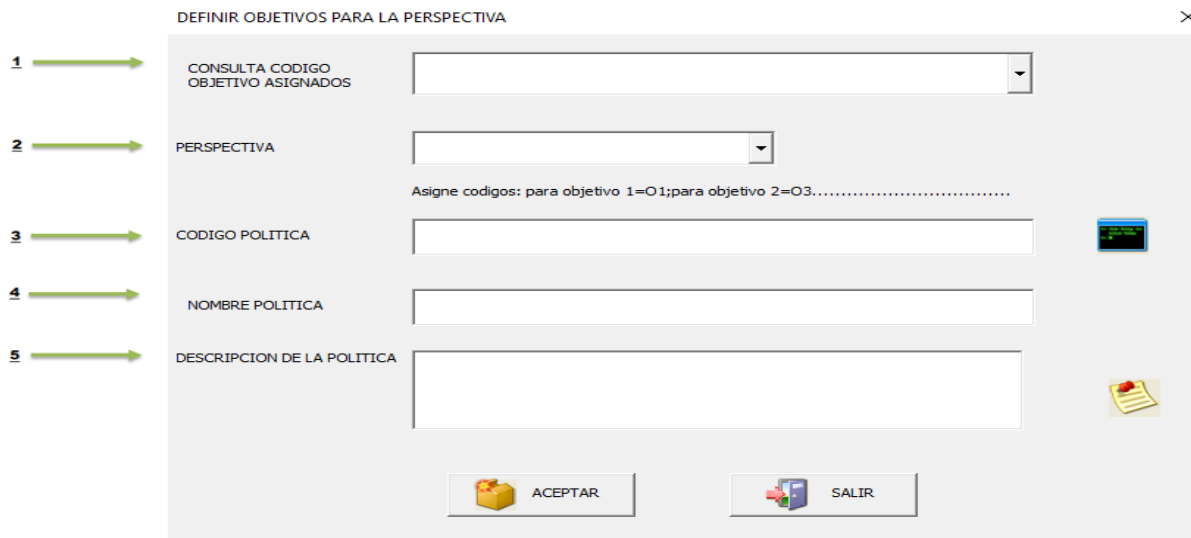 DEFINIR OBJETIVOS PARA LA PERSPECTIVA
1
CONSULTA CODIGO
OBJETIVO ASIGNADOS
2
PERSPECTIVA
Asigne codigos: para objetivo 1=O1;para objetivo 2=O3..................................
3
CODIGO POLITICA
4
NOMBRE POLITICA
5
DESCRIPCION DE LA POLITICA
ACEPTAR
SALIR